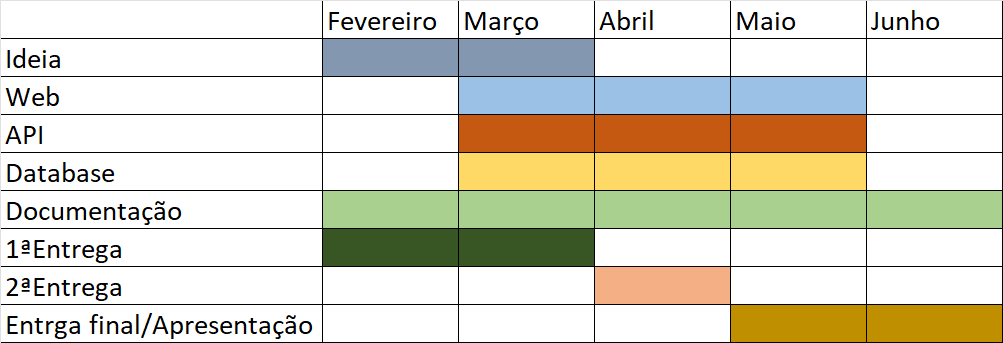 Fevereiro Março Abril Maio Junho
Ideia
Web
API
Database
Documentação
1ªEntrega
2ªEntrega
Entrga final/Apresentação